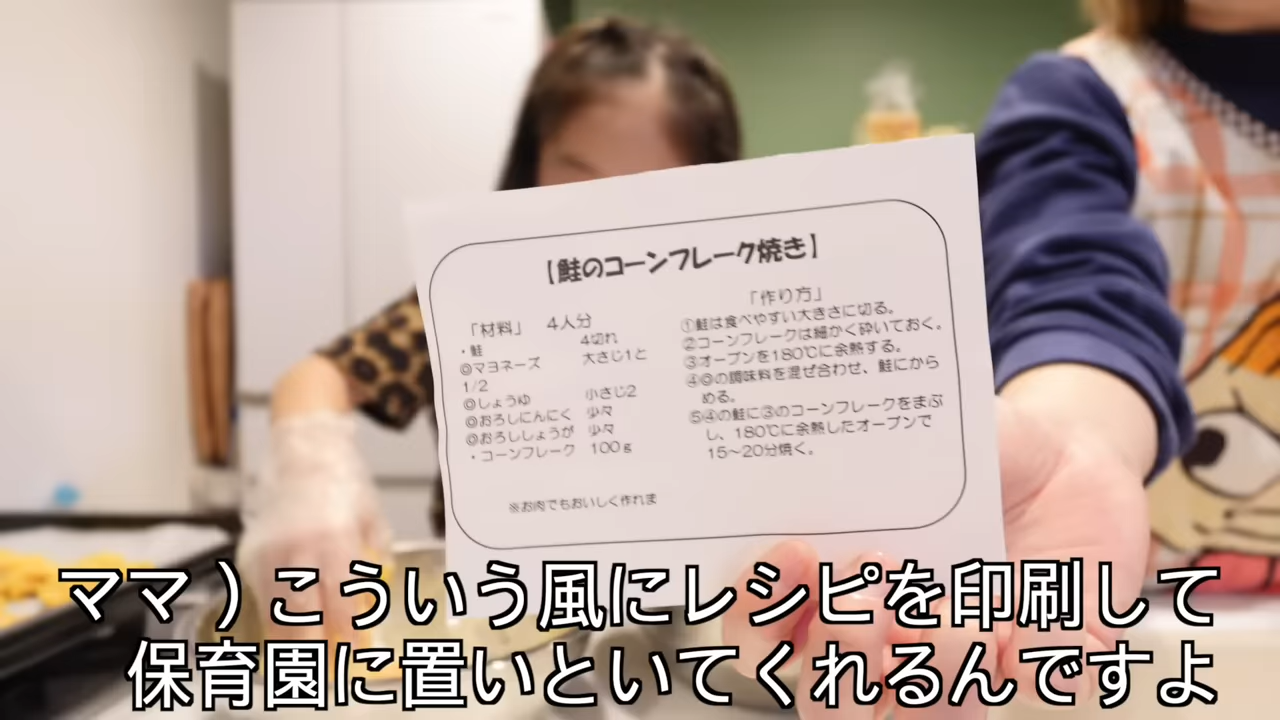 【鮭のコーンフレーク焼き】
「材料」　4人分
・鮭　4切れ
◎マヨネーズ　大さじ1と
1/2
◎しょうゆ　小さじ2
◎おろしにんにく　少々
◎おろししょうが　少々
・コーンフレーク　100g
※お肉でもおいしく作れま
「作り方」
①鮭は食べやすい大きさに切る。
②コーンフレークは細かく砕いておく。
③オーブンを180℃に余熱する。
④◎の調味料を混ぜ合わせ、鮭にから
める。
⑤④の鮭に③のコーンフレークをまぶ
し、180℃に余熱したオーブンで
15～20分焼く。
ママ）こういう風にレシピを印刷して
保育園に置いといてくれるんですよ